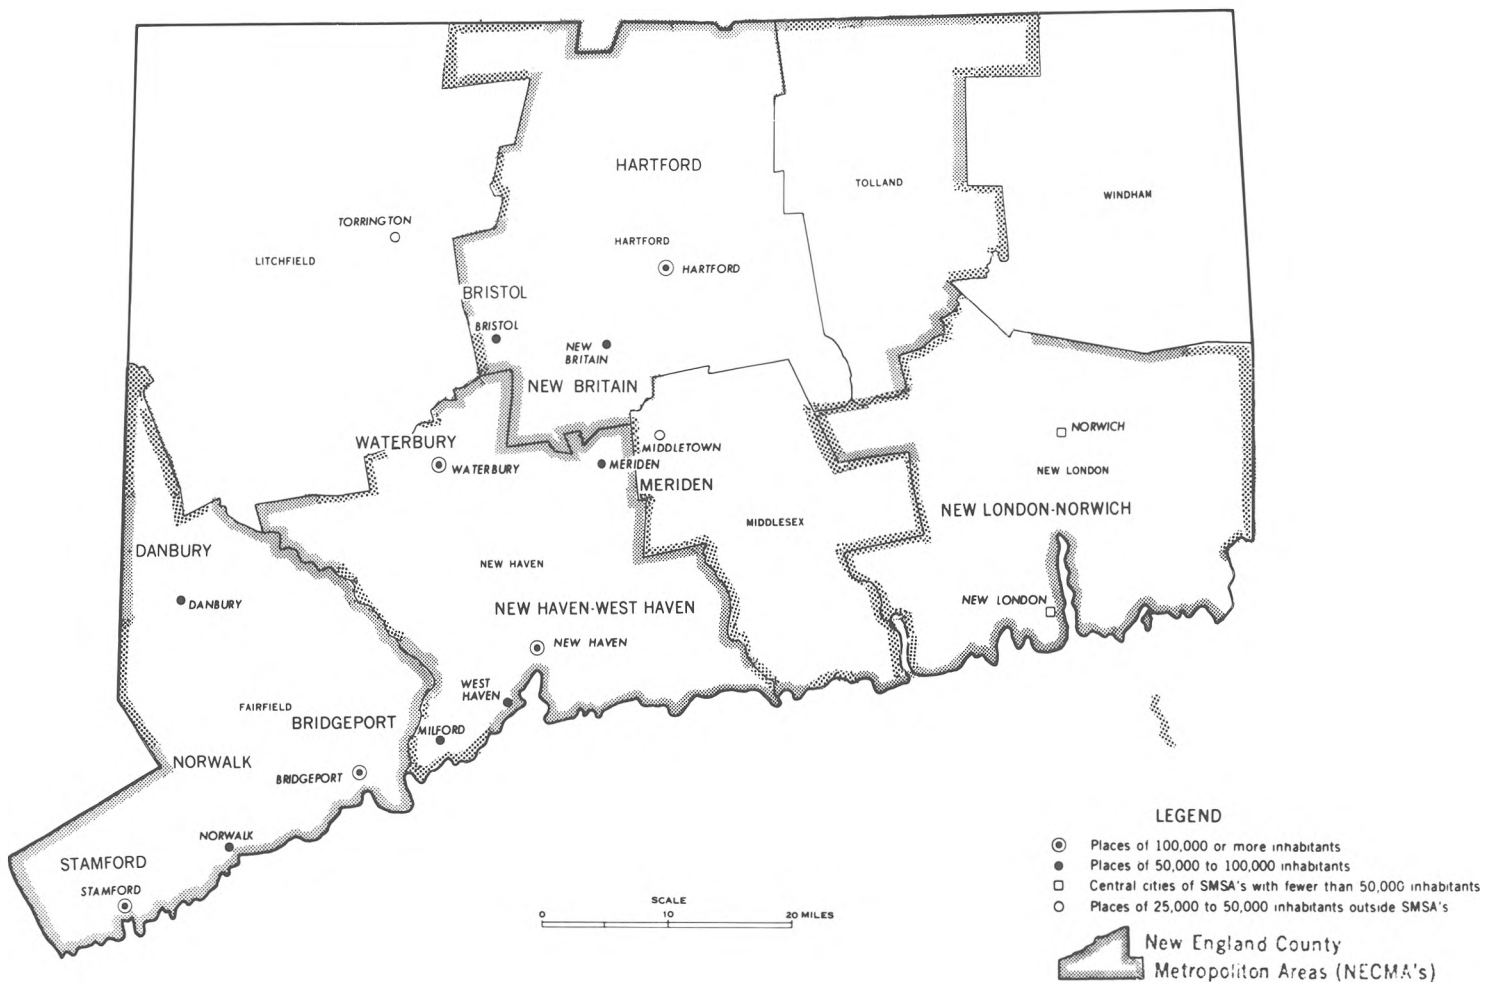 HARTFORD
TOLLAND
WINDHAM
TORRINGTON
LITCHFIELD
HARTFORD
HARTFORD
BRISTOL
BRISTOL
NEW
BRITAIN
NEW BRITAIN
WATERBURY
WATERBURY
MIDDLETOWN
MERIDEN
MERIDEN
NORWICH
NEW LONDON
NEW LONDON-NORWICH
MIDDLESEX
DANBURY
DANBURY
NEW HAVEN
NEW HAVEN-WEST HAVEN
NEW LONDON
NEW HAVEN
WEST
HAVEN
FAIRFIELD
BRIDGEPORT
MILFORD
NORWALK
BRIDGEPORT
NORWALK
STAMFORD
STAMFORD
SCALE
0 10 20 MILES
LEGEND
Places of 100,000 or more inhabitants
Places of 50,000 to 100,000 inhabitants
Central cities of SMSA's with fewer than 50,000 inhabitants
Places of 25,000 to 50,000 inhabitants outside SMSA's
New England County
Metropoliton Areas (NECMA's)